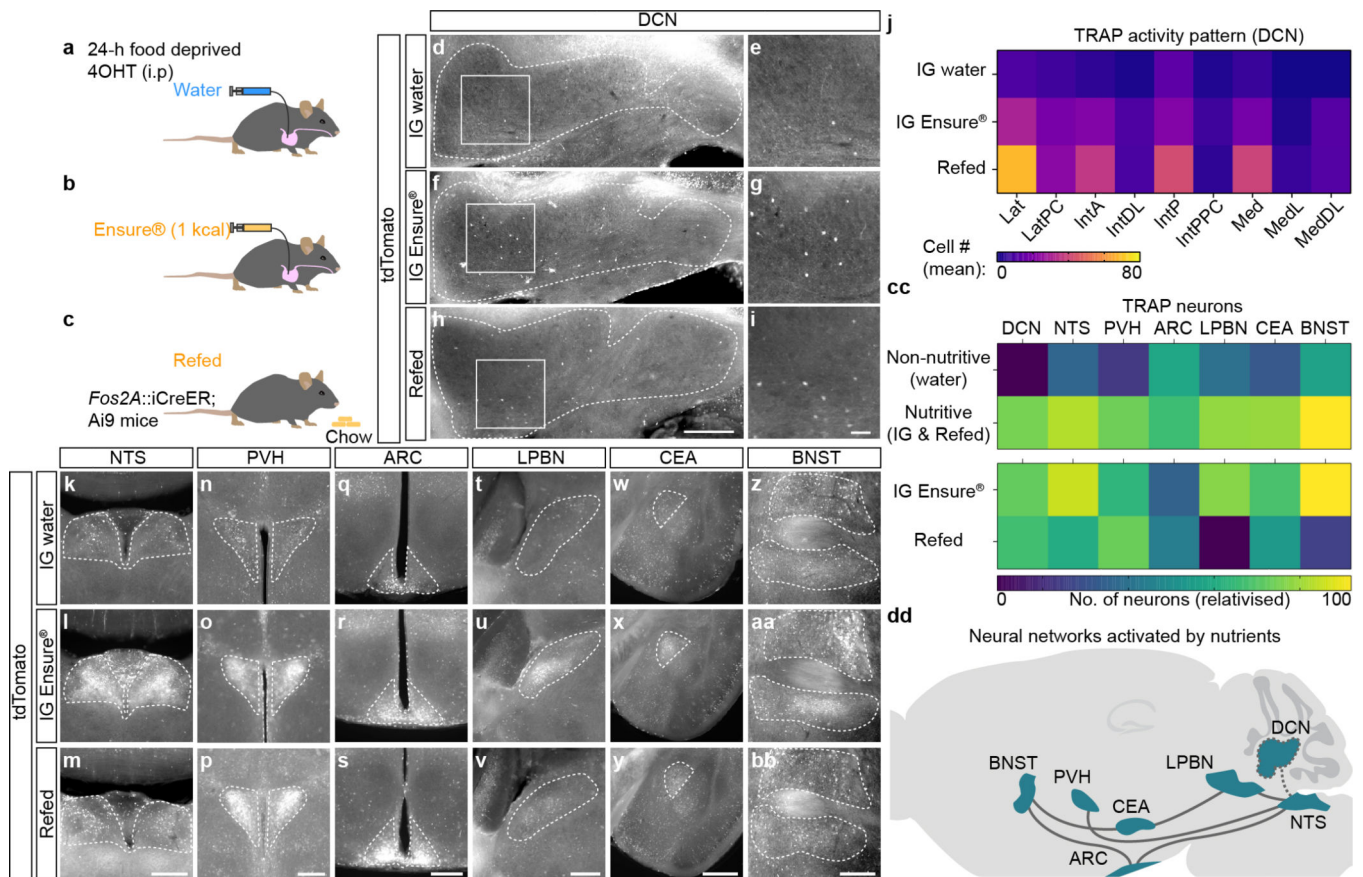 a 24-h food deprived
4OHT (i.p)
Water
b
Ensure® (1 kcal)
c
Refed
Fos2A::iCreER;
Ai9 mice
Chow
DCN
tdTomato
IG water
d
e
IG Ensure®
f
g
Refed
h
i
j
TRAP activity pattern (DCN)
IG water
IG Ensure®
Refed
Lat
LatPC
IntA
IntDL
IntP
IntPPC
Med
MedL
MedDL
Cell #
(mean):
0
80
cc
TRAP neurons
DCN NTS PVH ARC LPBN CEA BNST
Non-nutritive
(water)
Nutritive
(IG & Refed)
IG Ensure®
Refed
0
No. of neurons (relativised)
100
NTS PVH ARC LPBN CEA BNST
tdTomato
IG water
k n q t w z
IG Ensure®
l o r u x aa
Refed
m p s v y bb
dd
Neural networks activated by nutrients
DCN
LPBN
BNST
PVH
CEA
NTS
ARC